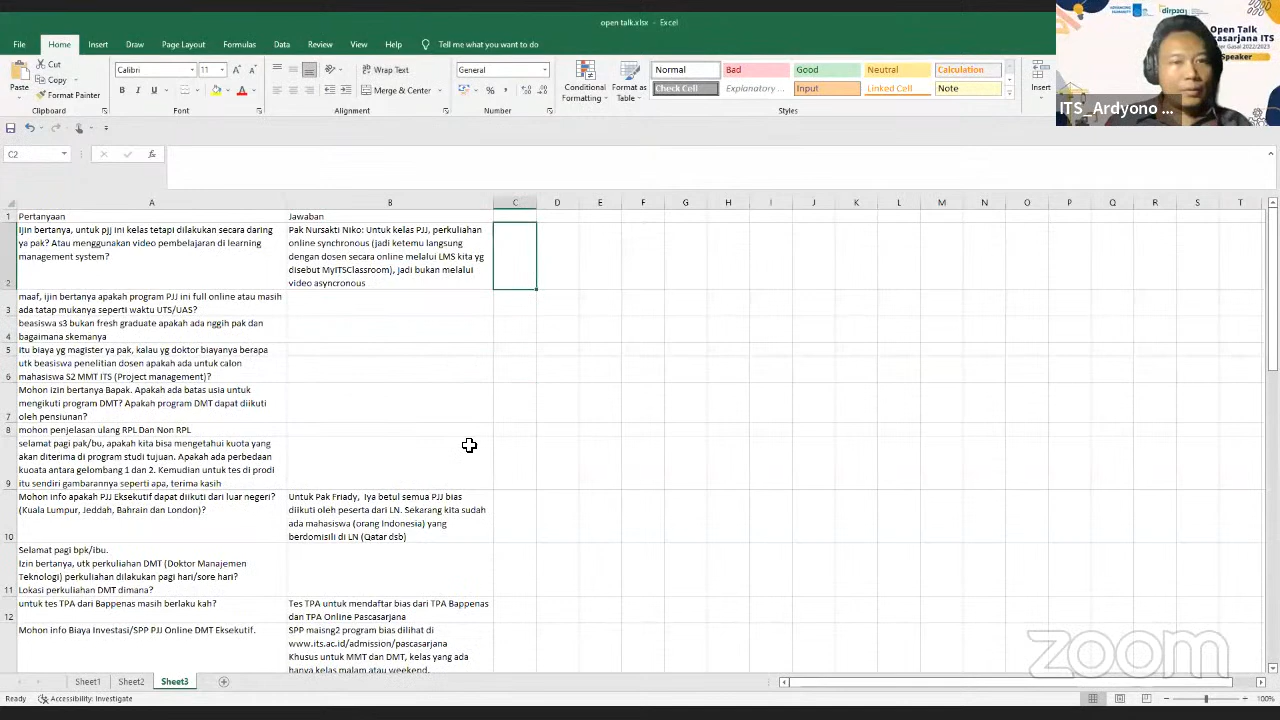 open talk.xlsx - Excel
File Home Insert Draw Page Layout Formulas Data Review View Help Tell me what you want to do
Paste
Cut
Copy
Format Painter
Clipboard
Calibri 11
B I U
Font
Wrap Text
Merge & Center
Alignment
General
Number
Conditional Formatting
Format as Table
Normal Bad Good Neutral Calculation
Check Cell Explanatory ... Input Linked Cell Note
Styles
Insert
Open Talk
ITS
Gasal 2022/2023
Speaker
ITS_Ardyono ...
C2
A B C D E F G H I J K L M N O P Q R S T
1 Pertanyaan Jawaban
Ijin bertanya, untuk pjj ini kelas tetapi dilakukan secara daring
ya pak? Atau menggunakan video pembelajaran di learning
management system?
2
Pak Nursakti Niko: Untuk kelas PJJ, perkuliahan
online synchronous (jadi ketemu langsung
dengan dosen secara online melalui LMS kita yg
disebut MyITSClassroom), jadi bukan melalui
video asyncronous
maaf, ijin bertanya apakah program PJJ ini full online atau masih
3 ada tatap mukanya seperti waktu UTS/UAS?
beasiswa s3 bukan fresh graduate apakah ada nggih pak dan
4 bagaimana skemanya
5 itu biaya yg magister ya pak, kalau yg doktor biayanya berapa
utk beasiswa penelitian dosen apakah ada untuk calon
6 mahasiswa S2 MMT ITS (Project management)?
Mohon izin bertanya Bapak. Apakah ada batas usia untuk
mengikuti program DMT? Apakah program DMT dapat diikuti
7 oleh pensiunan?
8 mohon penjelasan ulang RPL Dan Non RPL
selamat pagi pak/bu, apakah kita bisa mengetahui kuota yang
akan diterima di program studi tujuan. Apakah ada perbedaan
kuoata antara gelombang 1 dan 2. Kemudian untuk tes di prodi
9 itu sendiri gambarannya seperti apa, terima kasih
Mohon info apakah PJJ Eksekutif dapat diikuti dari luar negeri?
(Kuala Lumpur, Jeddah, Bahrain dan London)?
10
Untuk Pak Friady, Iya betul semua PJJ bias
diikuti oleh peserta dari LN. Sekarang kita sudah
ada mahasiswa (orang Indonesia) yang
berdomisili di LN (Qatar dsb)
Selamat pagi bpk/ibu.
Izin bertanya, utk perkuliahan DMT (Doktor Manajemen
Teknologi) perkuliahan dilakukan pagi hari/sore hari?
11 Lokasi perkuliahan DMT dimana?
untuk tes TPA dari Bappenas masih berlaku kah?
12
Tes TPA untuk mendaftar bias dari TPA Bappenas
dan TPA Online Pascasarjana
Mohon info Biaya Investasi/SPP PJJ Online DMT Eksekutif.
SPP maisng2 program bias dilihat di
www.its.ac.id/admission/pascasarjana
Khusus untuk MMT dan DMT, kelas yang ada
hanya kelas malam atau weekend.
zoom
Sheet1 Sheet2 Sheet3
Ready Accessibility: Investigate
100%